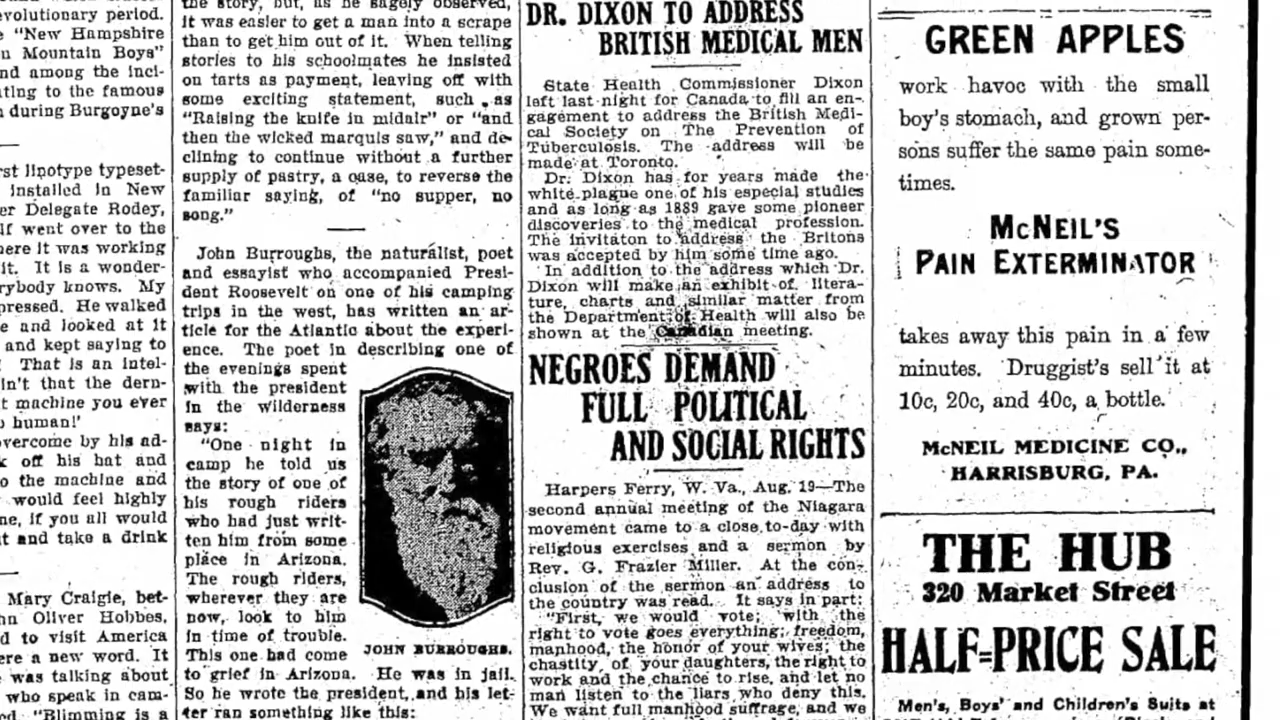 evolutionary period.
e "New Hampshire
n Mountain Boys"
nd among the inci-
ating to the famous
n during Burgoyne's
rst linotype typeset-
installed in New
er Delegate Rodey,
lf went over to the
here it was working
it. It is a wonder-
rybody knows. My
pressed. He walked
e and looked at it
and kept saying to
! That is an intel-
ln't that the dern-
t machine you ever
o human!'
overcome by his ad-
k off his hat and
o the machine and
would feel highly
ne, if you all would
it and take a drink
Mary Craigie, bet-
hn Oliver Hobbes,
d to visit America
ere a new word. It
was talking about
who speak in cam-
ed "Blimming is a
the story, but, as he sagely observed,
it was easier to get a man into a scrape
than to get him out of it. When telling
stories to his schoolmates he insisted
on tarts as payment, leaving off with
some exciting statement, such as
"Raising the knife in midair" or "and
then the wicked marquis saw," and de-
clining to continue without a further
supply of pastry, a case, to reverse the
familiar saying, of "no supper, no
song."
John Burroughs, the naturalist, poet
and essayist who accompanied Presi-
dent Roosevelt on one of his camping
trips in the west, has written an ar-
ticle for the Atlantic about the experi-
ence. The poet in describing one of
the evenings spent
with the president
in the wilderness
says:
"One night in
camp he told us
the story of one of
his rough riders
who had just writ-
ten him from some
place in Arizona.
The rough riders,
wherever they are
now, look to him
in time of trouble.
This one had come
to grief in Arizona. He was in jail.
So he wrote the president, and his let-
ter ran something like this:
JOHN BURROUGHS.
DR. DIXON TO ADDRESS
BRITISH MEDICAL MEN
State Health Commissioner Dixon
left last night for Canada to fill an en-
gagement to address the British Medi-
cal Society on The Prevention of
Tuberculosis. The address will be
made at Toronto.
Dr. Dixon has for years made the
white plague one of his especial studies
and as long as 1889 gave some pioneer
discoveries to the medical profession.
The invitaton to address the Britons
was accepted by him some time ago.
In addition to the address which Dr.
Dixon will make an exhibit of litera-
ture, charts and similar matter from
the Department of Health will also be
shown at the Canadian meeting.
NEGROES DEMAND
FULL POLITICAL
AND SOCIAL RIGHTS
Harpers Ferry, W. Va., Aug. 19—The
second annual meeting of the Niagara
movement came to a close to-day with
religious exercises and a sermon by
Rev. G. Frazier Miller. At the con-
clusion of the sermon an address to
the country was read. It says in part:
"First, we would vote; with the
right to vote goes everything; freedom,
manhood, the honor of your wives; the
chastity of your daughters, the right to
work and the chance to rise, and let no
man listen to the liars who deny this.
We want full manhood suffrage, and we
GREEN APPLES
work havoc with the small
boy's stomach, and grown per-
sons suffer the same pain some-
times.
MCNEIL'S
PAIN EXTERMINATOR
takes away this pain in a few
minutes. Druggist's sell it at
10c, 20c, and 40c, a bottle.
MCNEIL MEDICINE CO.,
HARRISBURG, PA.
THE HUB
320 Market Street
HALF-PRICE SALE
Men's, Boys' and Children's Suits at